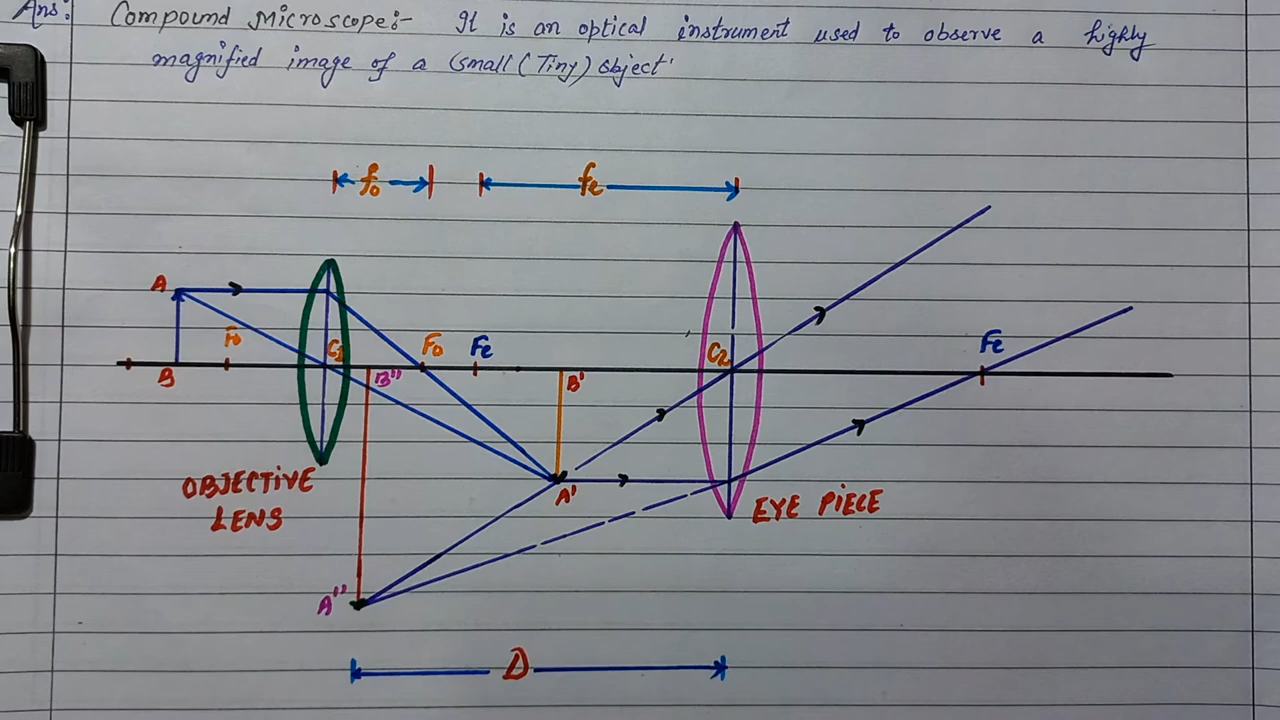 Ans: Compound Microscope:- It is an optical instrument used to observe a highly
magnified image of a small (Tiny) object'
fo fe
A
Fo C1 Fo Fe C2 Fe
B B'' B'
OBJECTIVE
LENS
A' EYE PIECE
A''
D